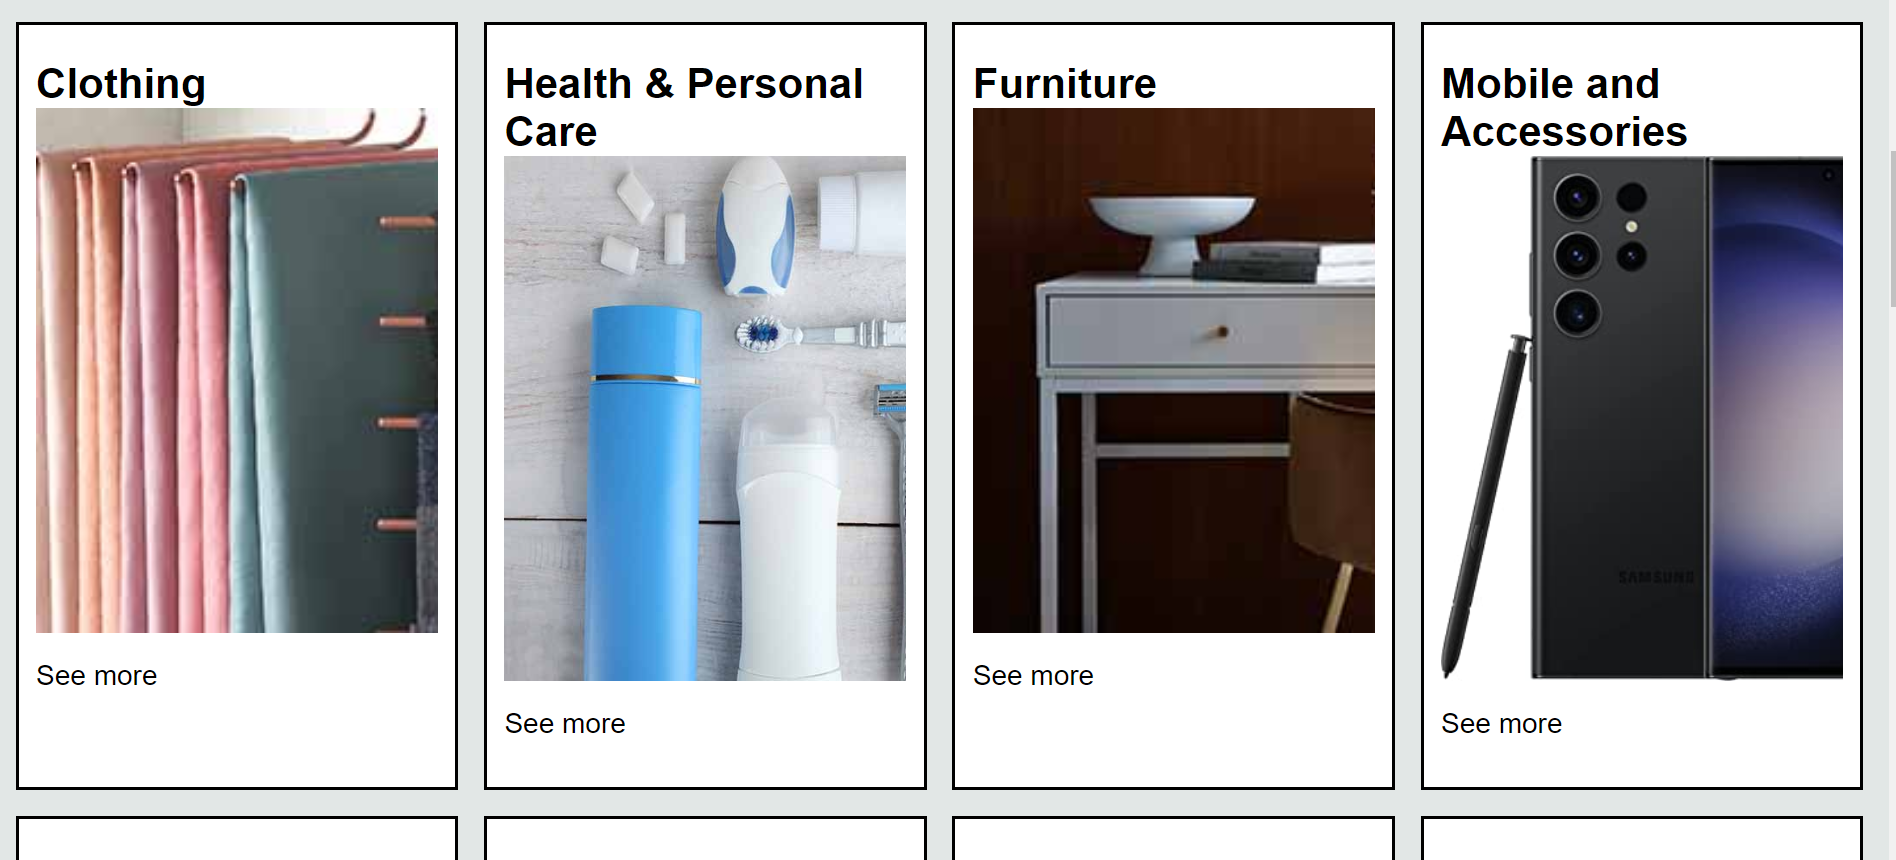 Clothing
See more
Health & Personal
Care
See more
Furniture
See more
Mobile and
Accessories
SAMSUNG
See more